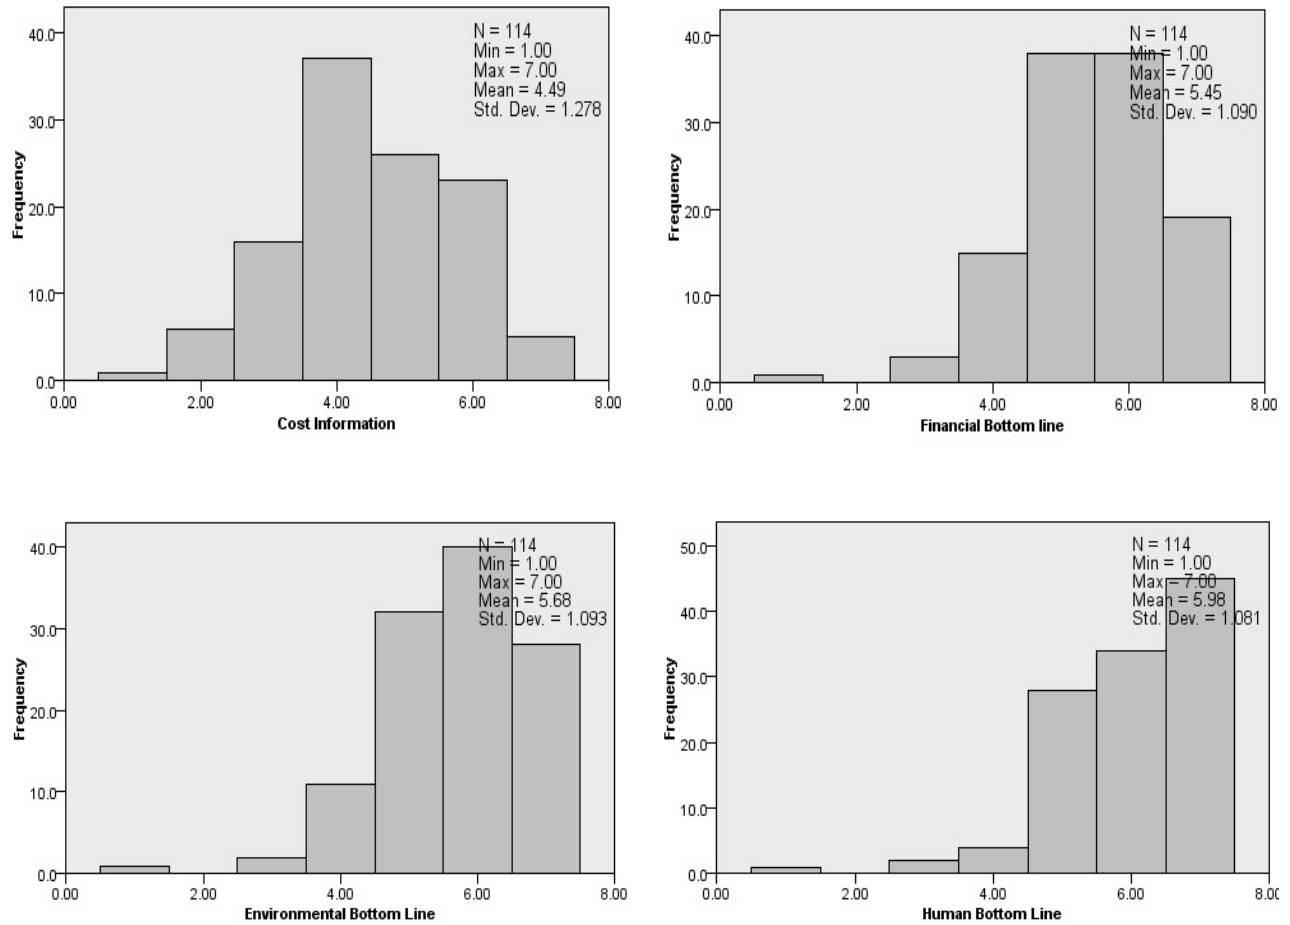 40.0
30.0
20.0
10.0
0.0
Frequency
N = 114
Min = 1.00
Max = 7.00
Mean = 4.49
Std. Dev. = 1.278
0.00 2.00 4.00 6.00 8.00
Cost Information
40.0
30.0
20.0
10.0
0.0
Frequency
N = 114
Min = 1.00
Max = 7.00
Mean = 5.45
Std. Dev. = 1.090
0.00 2.00 4.00 6.00 8.00
Financial Bottom line
40.0
30.0
20.0
10.0
0.0
Frequency
N = 114
Min = 1.00
Max = 7.00
Mean = 5.68
Std. Dev. = 1.093
0.00 2.00 4.00 6.00 8.00
Environmental Bottom Line
50.0
40.0
30.0
20.0
10.0
0.0
Frequency
N = 114
Min = 1.00
Max = 7.00
Mean = 5.98
Std. Dev. = 1.081
0.00 2.00 4.00 6.00 8.00
Human Bottom Line